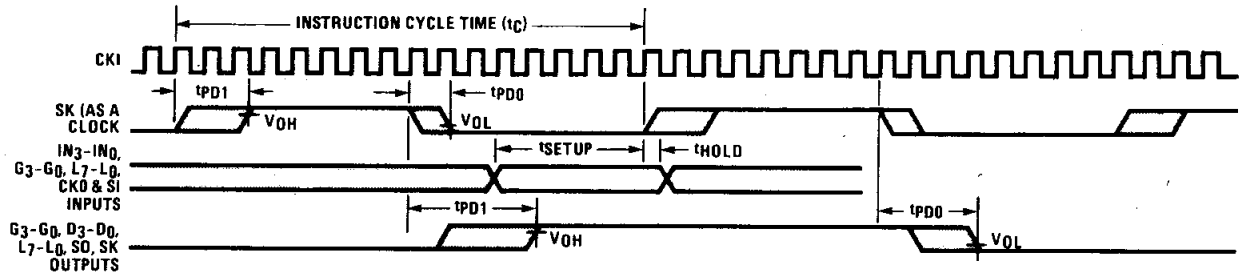 INSTRUCTION CYCLE TIME (tC)
CKI
tPD1
tPD0
SK (AS A
CLOCK
VOH
VOL
IN3-IN0,
G3-G0, L7-L0,
CKO & SI
INPUTS
tSETUP
tHOLD
tPD1
tPD0
G3-G0, D3-D0,
L7-L0, SO, SK
OUTPUTS
VOH
VOL